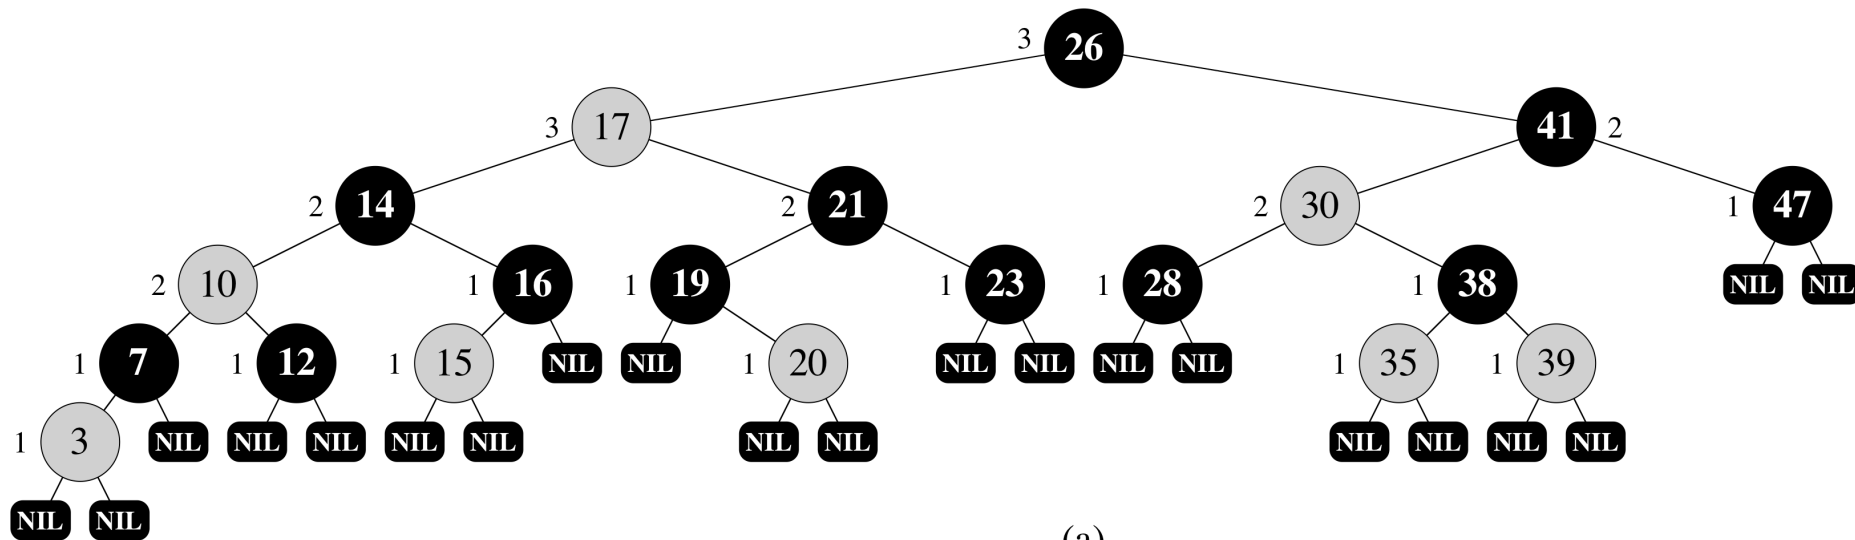 3 26
3 17 41 2
2 14 2 21 2 30 1 47
2 10 1 16 1 19 1 23 1 28 1 38 NIL NIL
1 7 1 12 1 15 NIL NIL 1 20 NIL NIL NIL NIL 1 35 1 39
1 3 NIL NIL NIL NIL NIL NIL NIL NIL NIL NIL NIL
NIL NIL
(a)